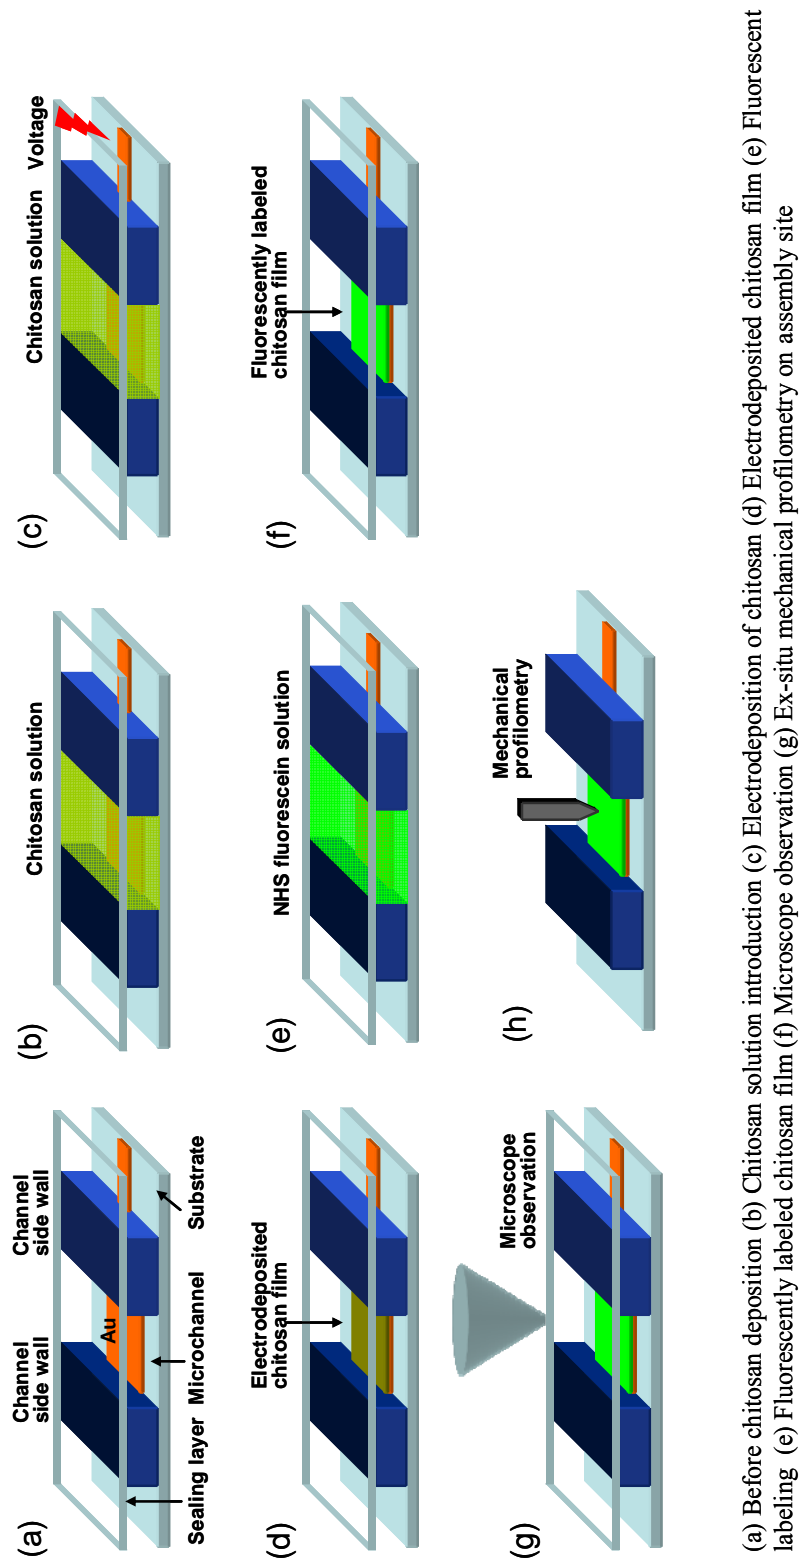 (a)
Channel
side wall
Channel
side wall
Au
Sealing layer
Microchannel
Substrate
(b)
Chitosan solution
(c)
Chitosan solution
Voltage
(d)
Electrodeposited
chitosan film
(e)
NHS fluorescein solution
(f)
Fluorescently labeled
chitosan film
(g)
Microscope
observation
(h)
Mechanical
profilometry
(a) Before chitosan deposition (b) Chitosan solution introduction (c) Electrodeposition of chitosan (d) Electrodeposited chitosan film (e) Fluorescent
labeling (e) Fluorescently labeled chitosan film (f) Microscope observation (g) Ex-situ mechanical profilometry on assembly site